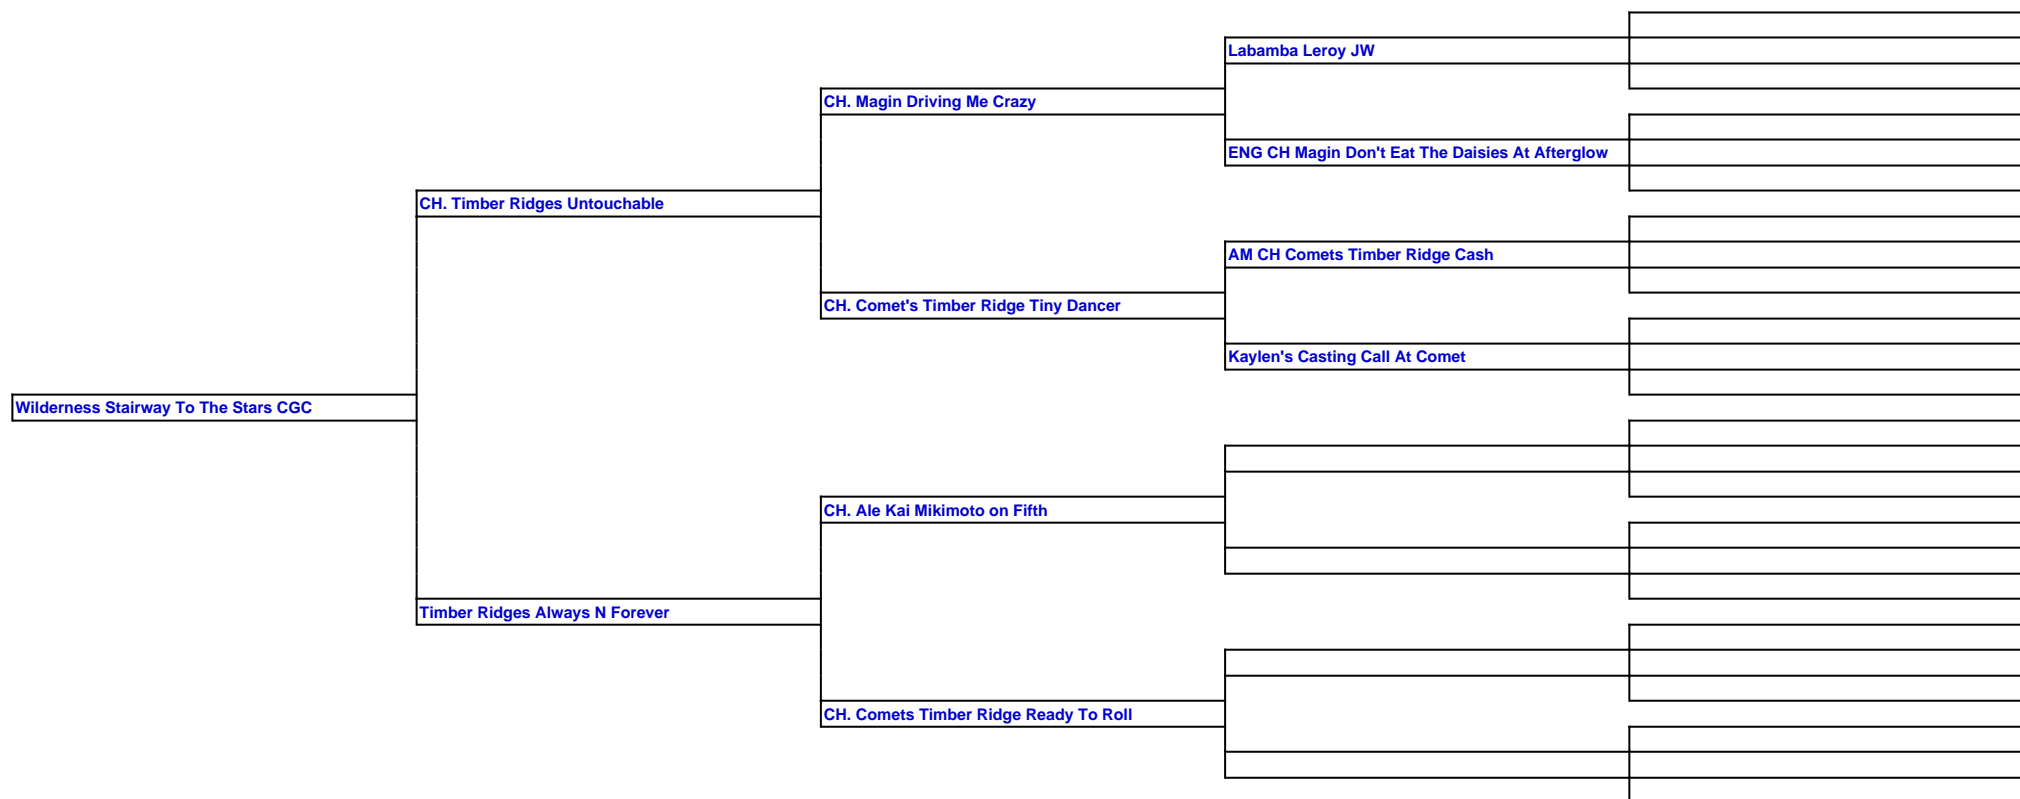 Labamba Leroy JW
CH. Magin Driving Me Crazy
ENG CH Magin Don't Eat The Daisies At Afterglow
CH. Timber Ridges Untouchable
AM CH Comets Timber Ridge Cash
CH. Comet's Timber Ridge Tiny Dancer
Kaylen's Casting Call At Comet
Wilderness Stairway To The Stars CGC
CH. Ale Kai Mikimoto on Fifth
Timber Ridges Always N Forever
CH. Comets Timber Ridge Ready To Roll